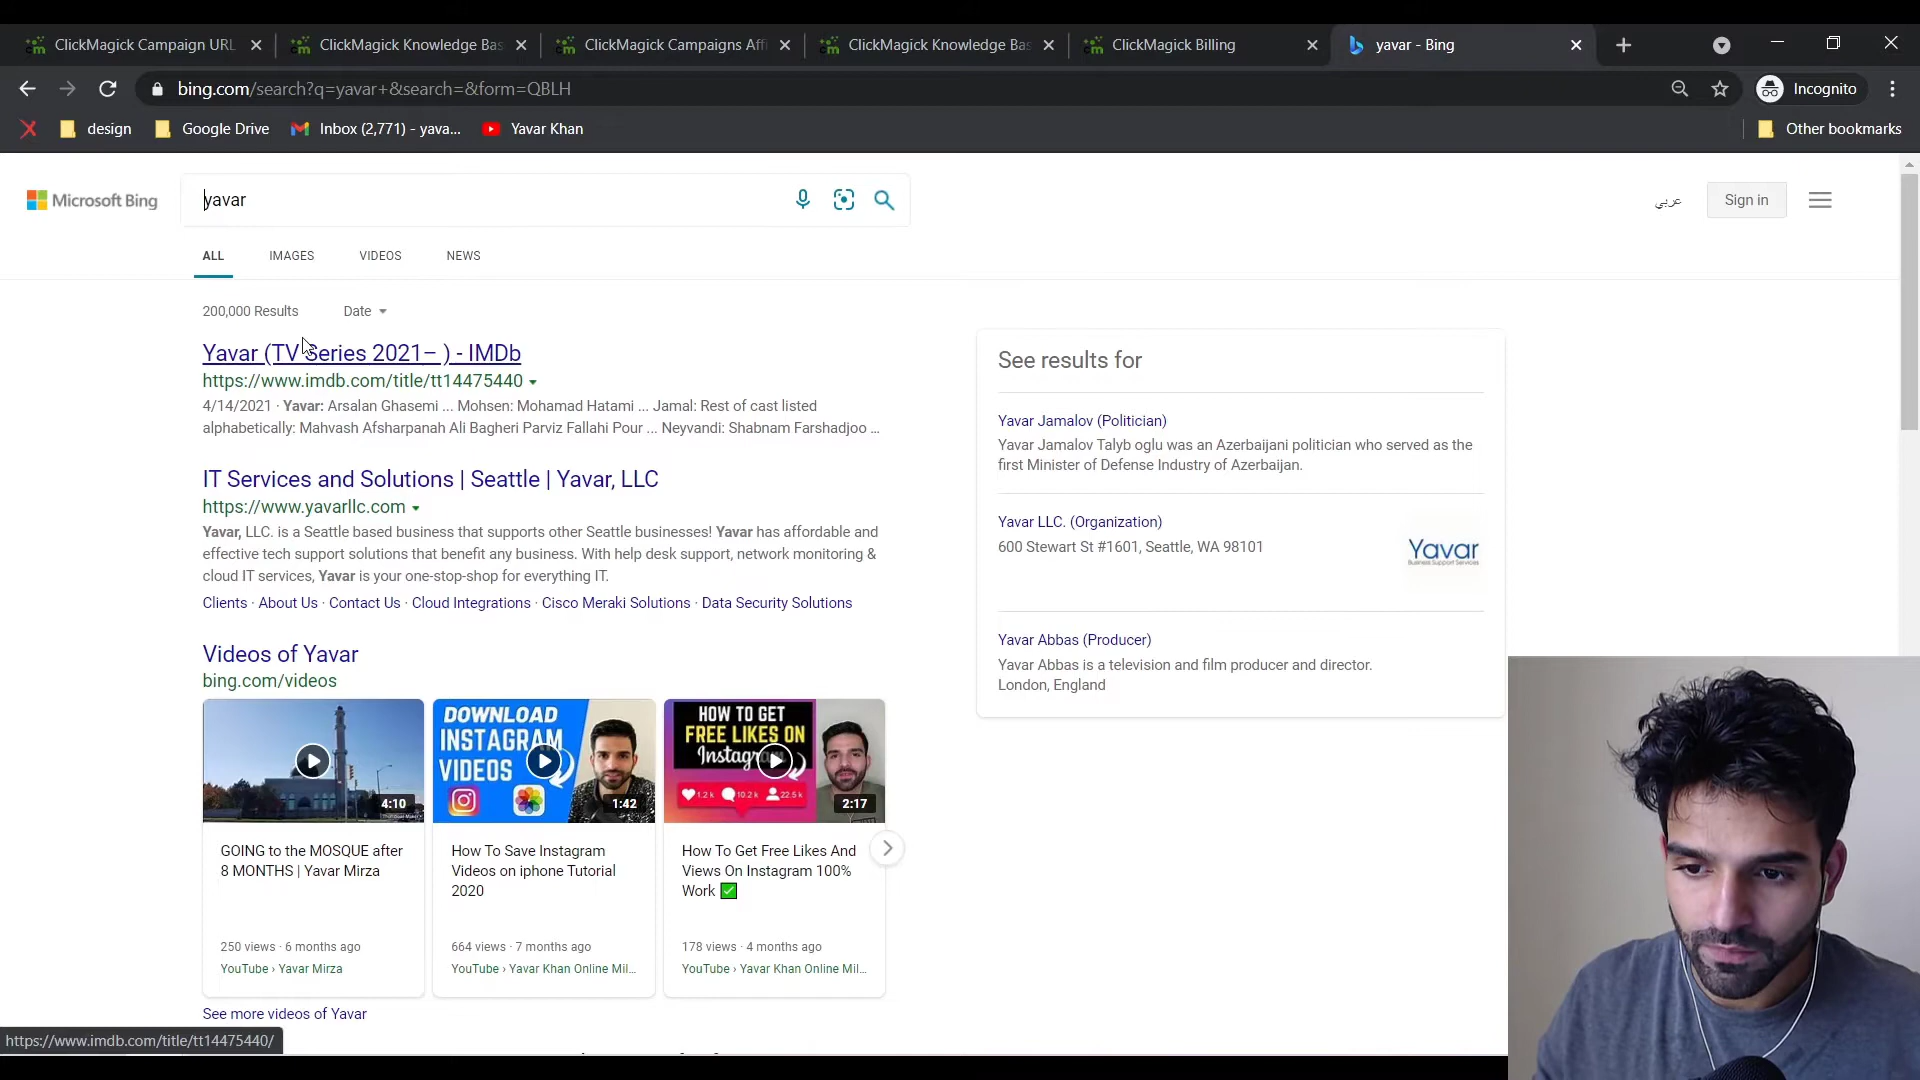 ClickMagick Campaign URL
ClickMagick Knowledge Bas
ClickMagick Campaigns Affi
ClickMagick Knowledge Bas
ClickMagick Billing
yavar - Bing
bing.com/search?q=yavar+&search=&form=QBLH
Incognito
design
Google Drive
Inbox (2,771) - yava...
Yavar Khan
Other bookmarks
Microsoft Bing
yavar
عربي
Sign in
ALL
IMAGES
VIDEOS
NEWS
200,000 Results
Date
Yavar (TV Series 2021– ) - IMDb
https://www.imdb.com/title/tt14475440
4/14/2021 · Yavar: Arsalan Ghasemi ... Mohsen: Mohamad Hatami ... Jamal: Rest of cast listed
alphabetically: Mahvash Afsharpanah Ali Bagheri Parviz Fallahi Pour ... Neyvandi: Shabnam Farshadjoo ...
IT Services and Solutions | Seattle | Yavar, LLC
https://www.yavarllc.com
Yavar, LLC. is a Seattle based business that supports other Seattle businesses! Yavar has affordable and
effective tech support solutions that benefit any business. With help desk support, network monitoring &
cloud IT services, Yavar is your one-stop-shop for everything IT.
Clients · About Us · Contact Us · Cloud Integrations · Cisco Meraki Solutions · Data Security Solutions
Videos of Yavar
bing.com/videos
4:10
DOWNLOAD
INSTAGRAM
VIDEOS
1:42
HOW TO GET
FREE LIKES ON
Instagram
1.2 k
10.2 k
22.5 k
2:17
GOING to the MOSQUE after
8 MONTHS | Yavar Mirza
250 views · 6 months ago
YouTube › Yavar Mirza
How To Save Instagram
Videos on iphone Tutorial
2020
664 views · 7 months ago
YouTube › Yavar Khan Online Mil...
How To Get Free Likes And
Views On Instagram 100%
Work ✅
178 views · 4 months ago
YouTube › Yavar Khan Online Mil...
See more videos of Yavar
See results for
Yavar Jamalov (Politician)
Yavar Jamalov Talyb oglu was an Azerbaijani politician who served as the
first Minister of Defense Industry of Azerbaijan.
Yavar LLC. (Organization)
600 Stewart St #1601, Seattle, WA 98101
Yavar
Business Support Services
Yavar Abbas (Producer)
Yavar Abbas is a television and film producer and director.
London, England
https://www.imdb.com/title/tt14475440/